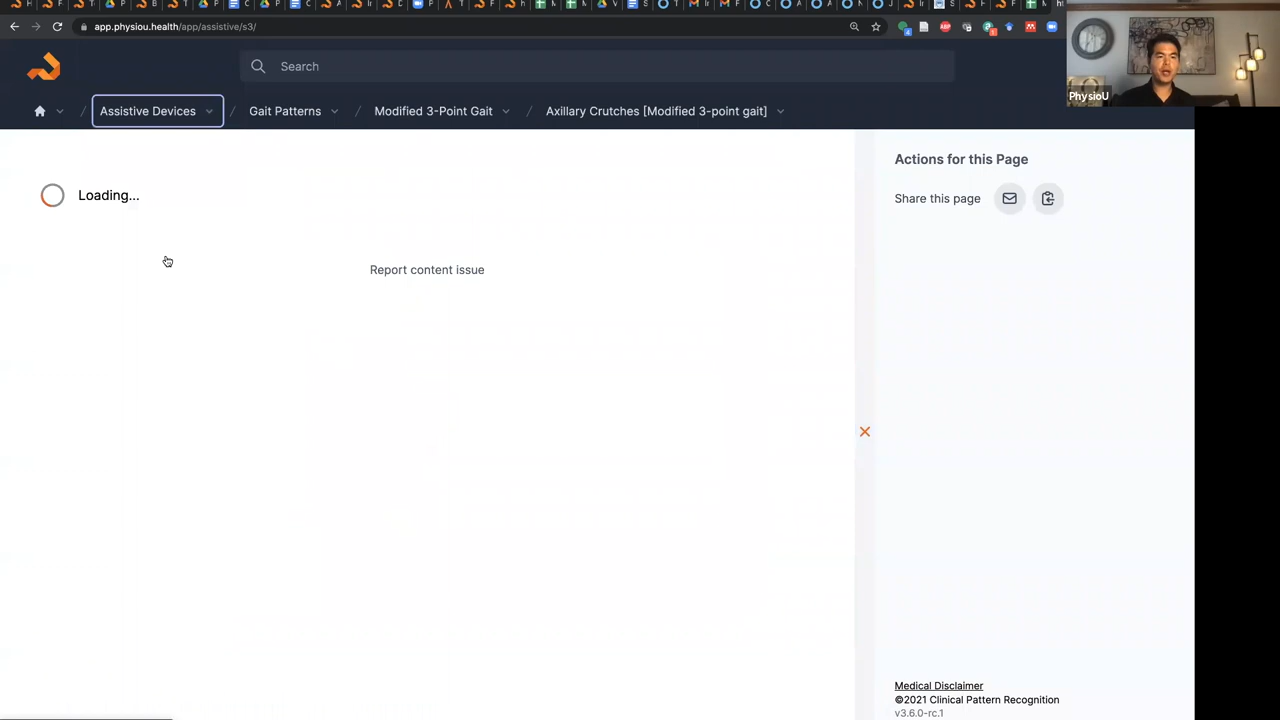 app.physiou.health/app/assistive/s3/
Search
PhysioU
/ Assistive Devices / Gait Patterns / Modified 3-Point Gait / Axillary Crutches [Modified 3-point gait]
Loading...
Report content issue
Actions for this Page
Share this page
Medical Disclaimer
©2021 Clinical Pattern Recognition
v3.6.0-rc.1